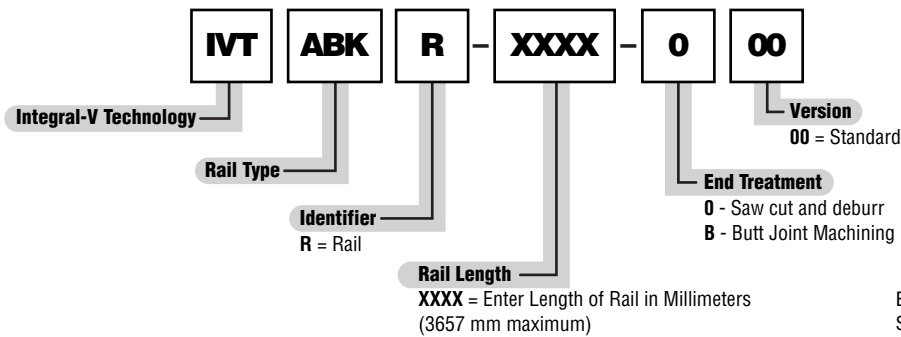 IVT ABK R - XXXX - 0 00
Integral-V Technology
Rail Type
Identifier
R = Rail
Rail Length
XXXX = Enter Length of Rail in Millimeters
(3657 mm maximum)
End Treatment
0 - Saw cut and deburr
B - Butt Joint Machining
Version
00 = Standard